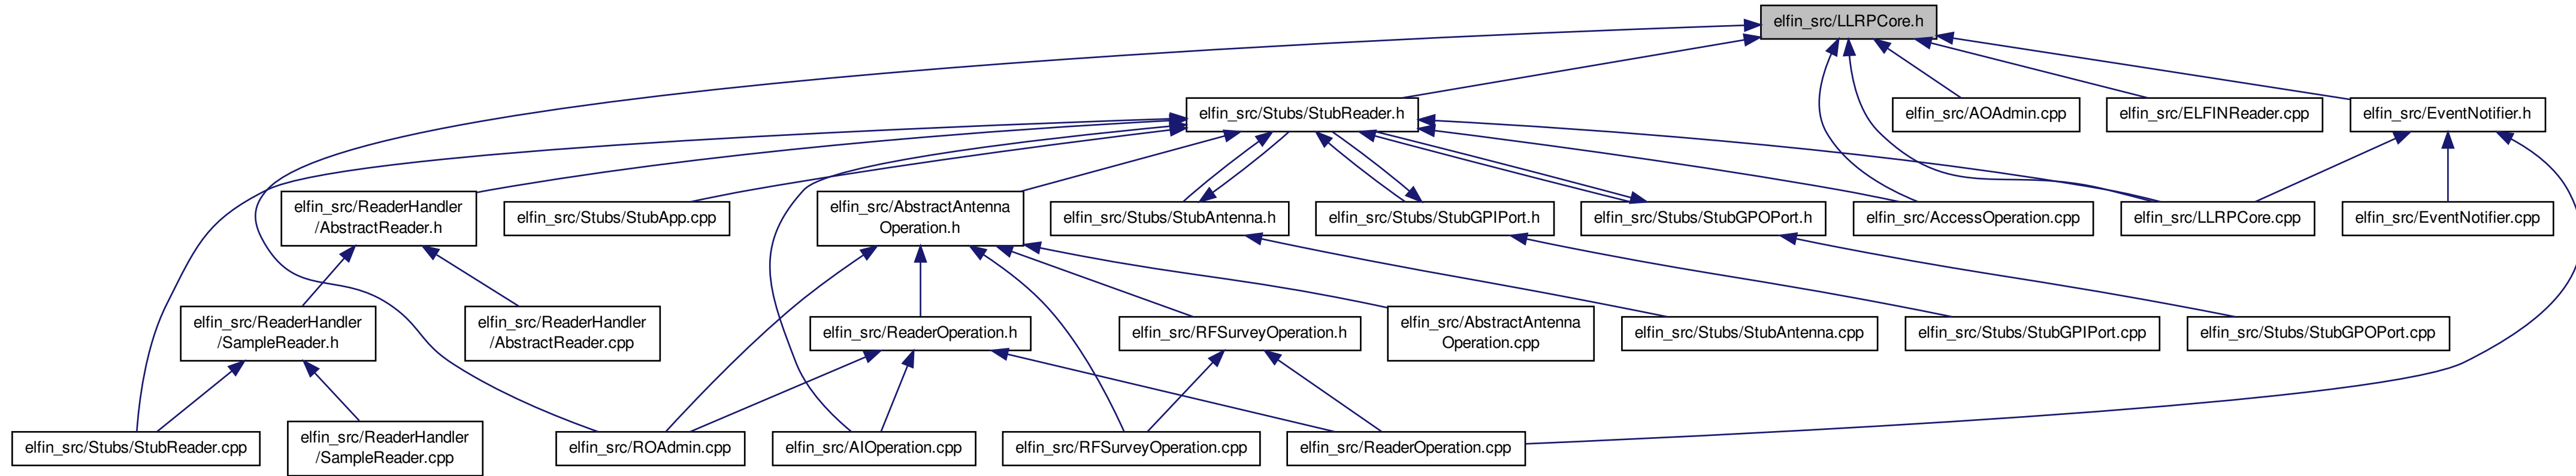 elfin_src/LLRPCore.h
elfin_src/Stubs/StubReader.h
elfin_src/AOAdmin.cpp
elfin_src/ELFINReader.cpp
elfin_src/EventNotifier.h
elfin_src/ReaderHandler
/AbstractReader.h
elfin_src/Stubs/StubApp.cpp
elfin_src/AbstractAntenna
Operation.h
elfin_src/Stubs/StubAntenna.h
elfin_src/Stubs/StubGPIPort.h
elfin_src/Stubs/StubGPOPort.h
elfin_src/AccessOperation.cpp
elfin_src/LLRPCore.cpp
elfin_src/EventNotifier.cpp
elfin_src/ReaderHandler
/SampleReader.h
elfin_src/ReaderHandler
/AbstractReader.cpp
elfin_src/ReaderOperation.h
elfin_src/RFSurveyOperation.h
elfin_src/AbstractAntenna
Operation.cpp
elfin_src/Stubs/StubAntenna.cpp
elfin_src/Stubs/StubGPIPort.cpp
elfin_src/Stubs/StubGPOPort.cpp
elfin_src/Stubs/StubReader.cpp
elfin_src/ReaderHandler
/SampleReader.cpp
elfin_src/ROAdmin.cpp
elfin_src/AIOperation.cpp
elfin_src/RFSurveyOperation.cpp
elfin_src/ReaderOperation.cpp